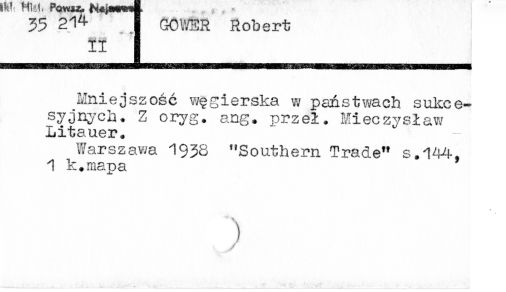 Hist. Powsz. Najnowsz.
35 214
II
GOWER Robert
Mniejszość węgierska w państwach sukce-
syjnych. Z oryg. ang. przeł. Mieczysław
Litauer.
Warszawa 1938 "Southern Trade" s.144,
1 k.mapa